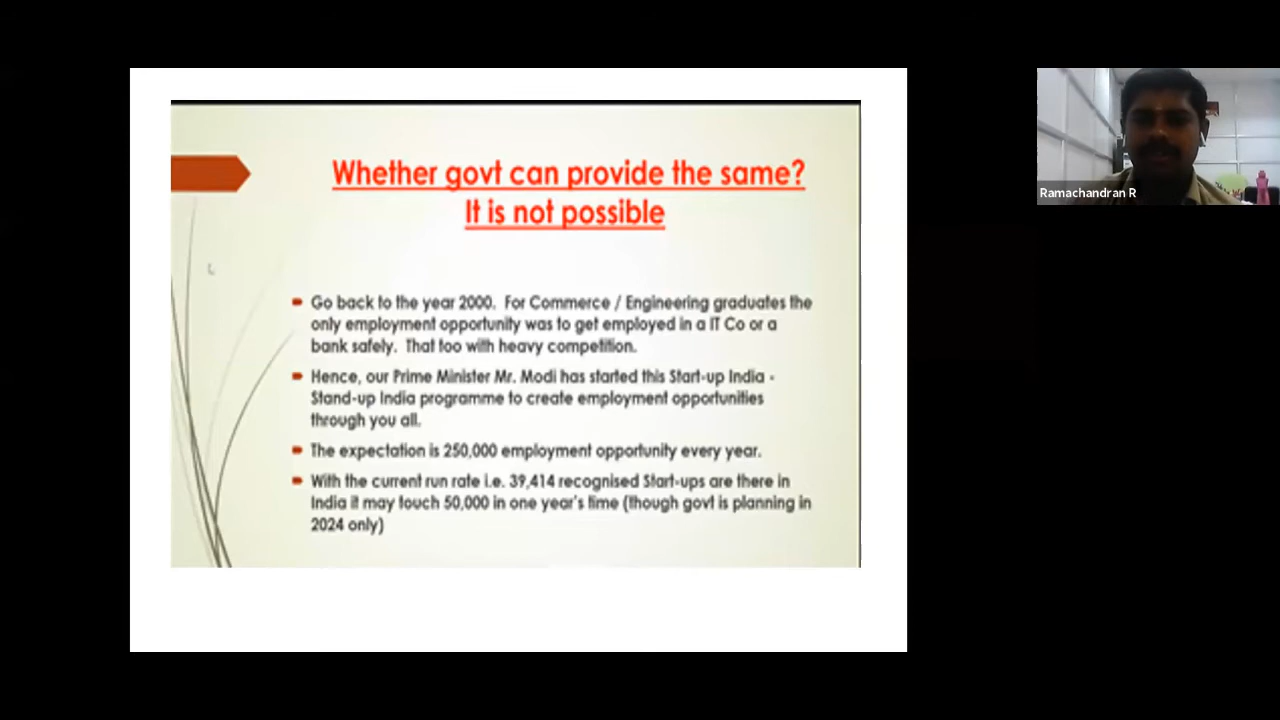 Whether govt can provide the same?
It is not possible
Go back to the year 2000. For Commerce / Engineering graduates the
only employment opportunity was to get employed in a IT Co or a
bank safely. That too with heavy competition.
Hence, our Prime Minister Mr. Modi has started this Start-up India -
Stand-up India programme to create employment opportunities
through you all.
The expectation is 250,000 employment opportunity every year.
With the current run rate i.e. 39,414 recognised Start-ups are there in
India it may touch 50,000 in one year's time (though govt is planning in
2024 only)
Ramachandran R